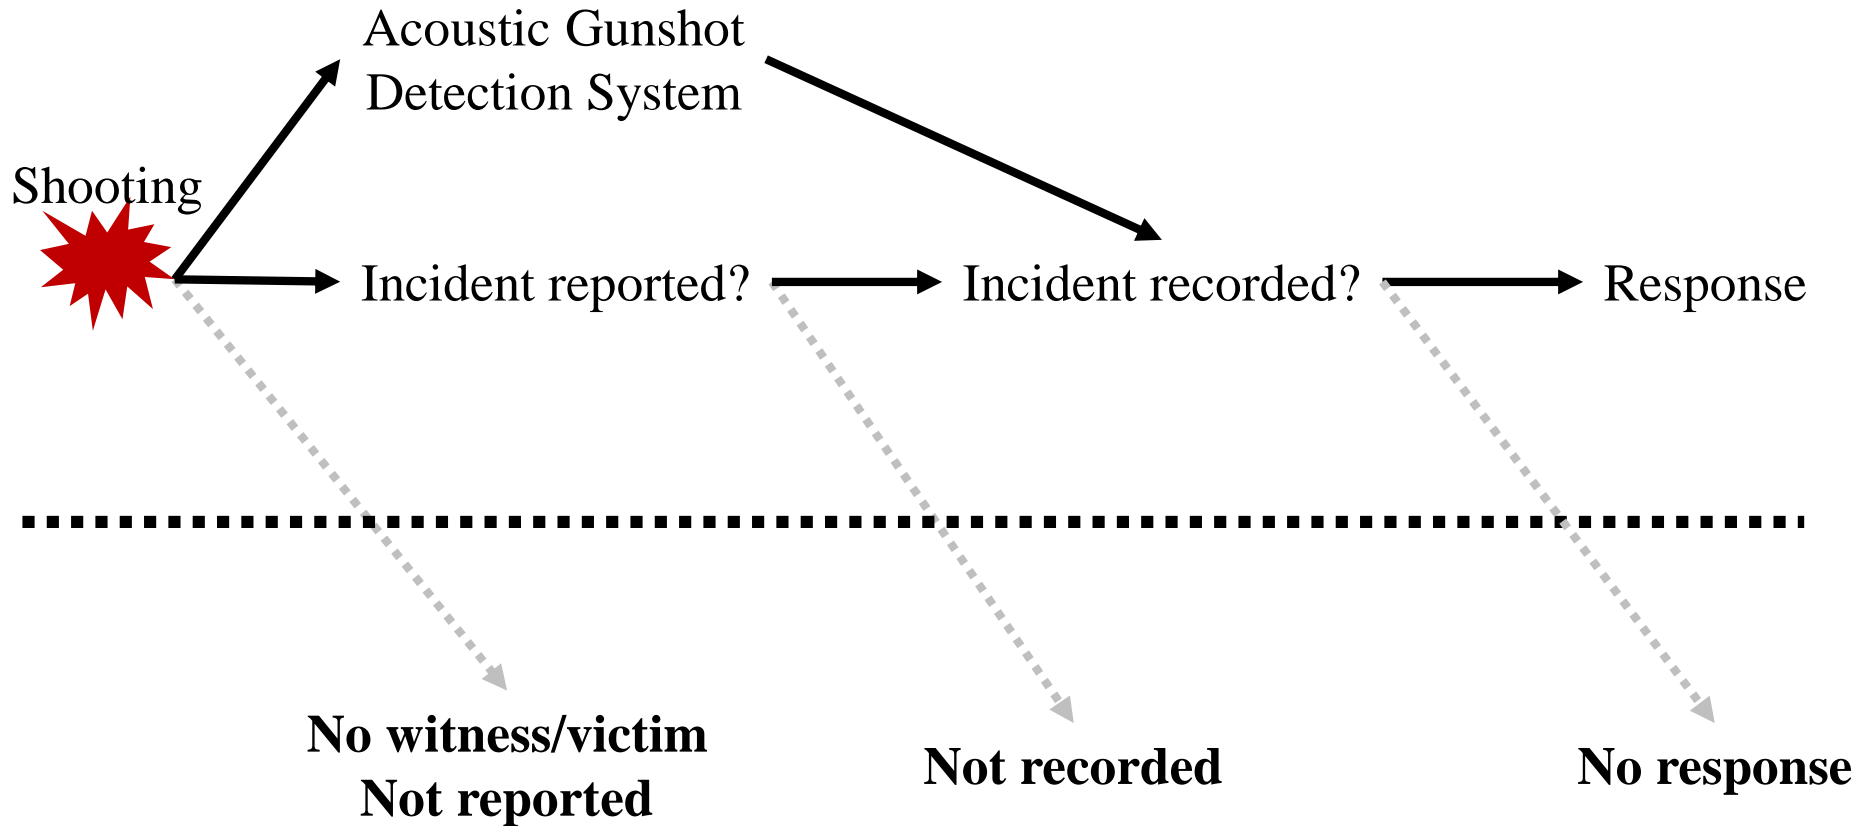 Acoustic Gunshot
Detection System
Shooting
Incident reported?
Incident recorded?
Response
No witness/victim
Not reported
Not recorded
No response